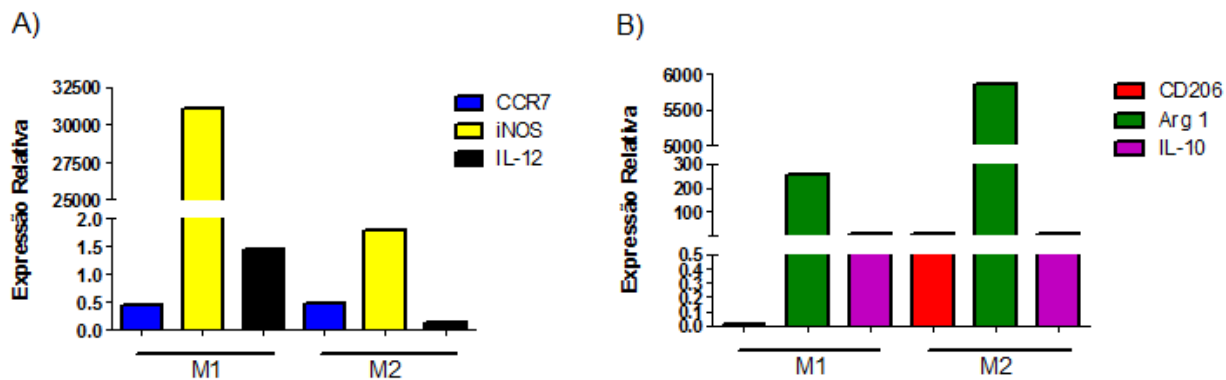 A)
Expressão Relativa
32500
30000
27500
25000
2.0
1.5
1.0
0.5
0.0
CCR7
iNOS
IL-12
M1
M2
B)
Expressão Relativa
6000
5500
5000
300
200
100
0.5
0.4
0.3
0.2
0.1
0.0
CD206
Arg 1
IL-10
M1
M2